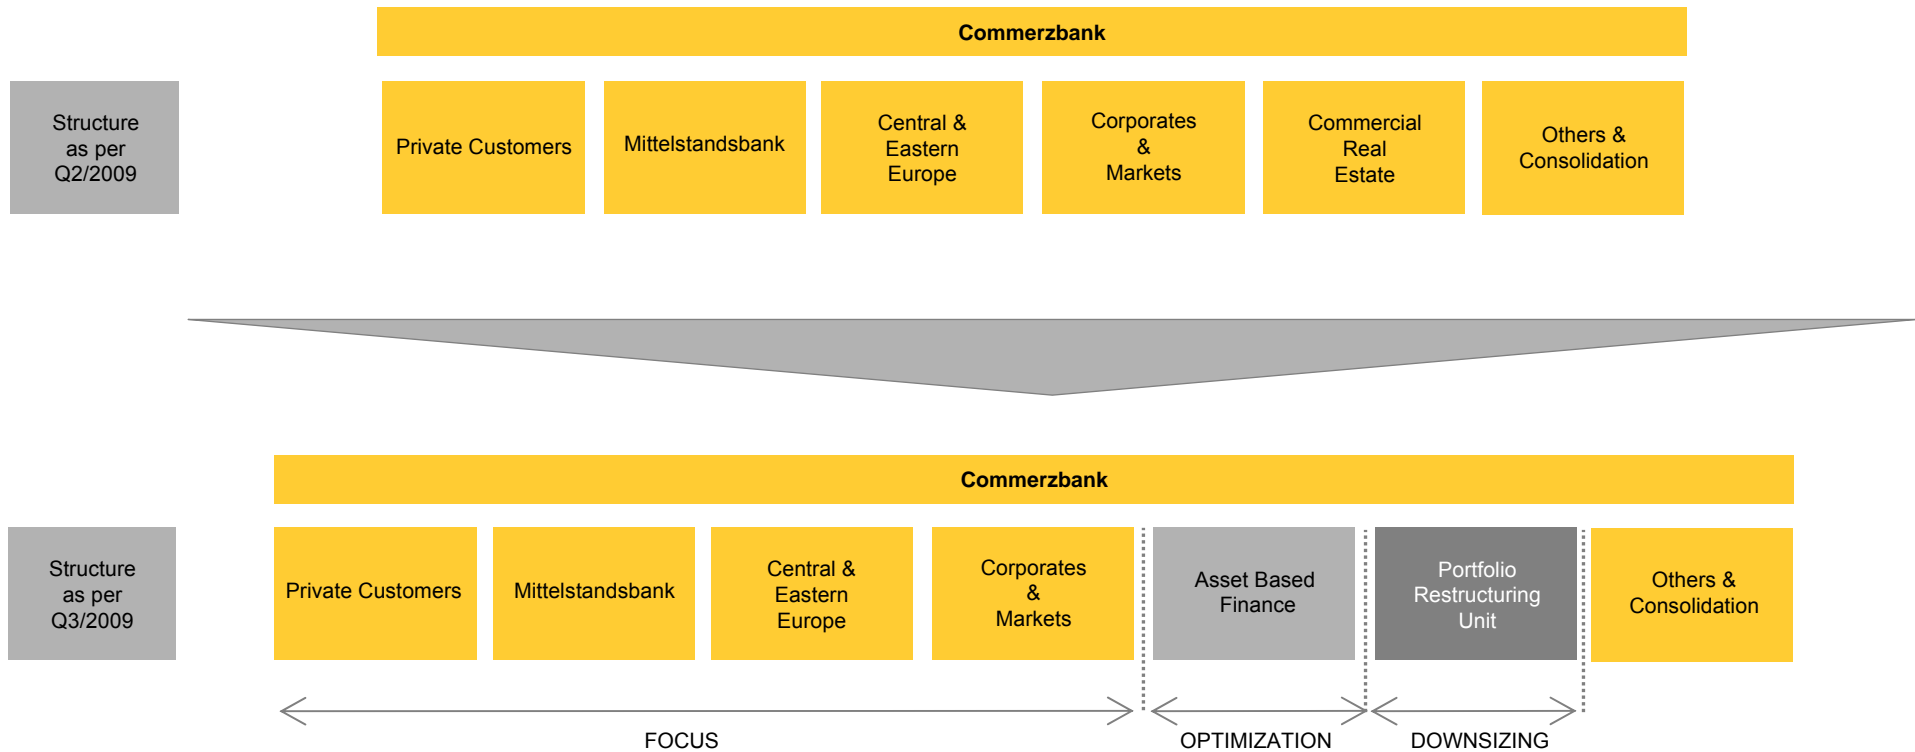 Commerzbank
Structure
as per
Q2/2009
Private Customers
Mittelstandsbank
Central &
Eastern
Europe
Corporates
&
Markets
Commercial
Real
Estate
Others &
Consolidation
Commerzbank
Structure
as per
Q3/2009
Private Customers
Mittelstandsbank
Central &
Eastern
Europe
Corporates
&
Markets
Asset Based
Finance
Portfolio
Restructuring
Unit
Others &
Consolidation
FOCUS
OPTIMIZATION
DOWNSIZING